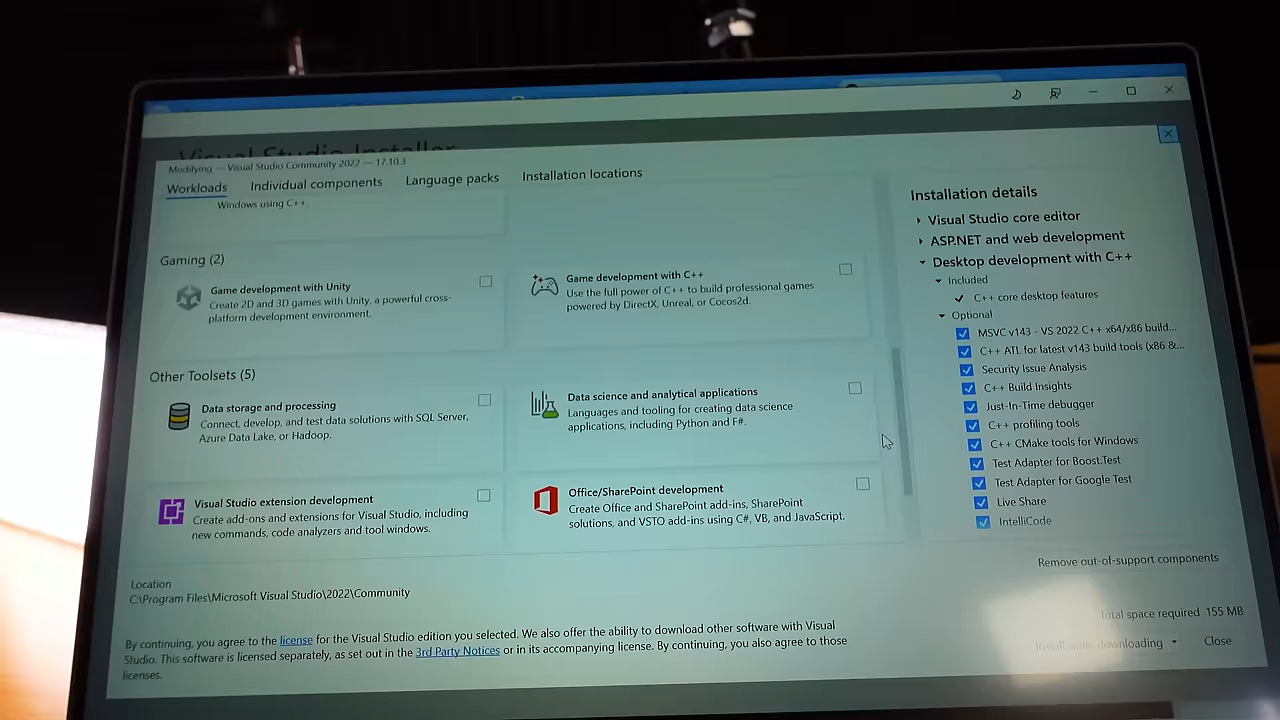 Visual Studio Installer
Modifying — Visual Studio Community 2022 — 17.10.3
Workloads
Individual components
Language packs
Installation locations
Windows using C++.
Gaming (2)
Game development with Unity
Create 2D and 3D games with Unity, a powerful cross-
platform development environment.
Game development with C++
Use the full power of C++ to build professional games
powered by DirectX, Unreal, or Cocos2d.
Other Toolsets (5)
Data storage and processing
Connect, develop, and test data solutions with SQL Server,
Azure Data Lake, or Hadoop.
Data science and analytical applications
Languages and tooling for creating data science
applications, including Python and F#.
Visual Studio extension development
Create add-ons and extensions for Visual Studio, including
new commands, code analyzers and tool windows.
Office/SharePoint development
Create Office and SharePoint add-ins, SharePoint
solutions, and VSTO add-ins using C#, VB, and JavaScript.
Installation details
Visual Studio core editor
ASP.NET and web development
Desktop development with C++
Included
C++ core desktop features
Optional
MSVC v143 - VS 2022 C++ x64/x86 build...
C++ ATL for latest v143 build tools (x86 &...
Security Issue Analysis
C++ Build Insights
Just-In-Time debugger
C++ profiling tools
C++ CMake tools for Windows
Test Adapter for Boost.Test
Test Adapter for Google Test
Live Share
IntelliCode
Remove out-of-support components
Location
C:\Program Files\Microsoft Visual Studio\2022\Community
Total space required 155 MB
By continuing, you agree to the license for the Visual Studio edition you selected. We also offer the ability to download other software with Visual
Studio. This software is licensed separately, as set out in the 3rd Party Notices or in its accompanying license. By continuing, you also agree to those
licenses.
Install while downloading
Close